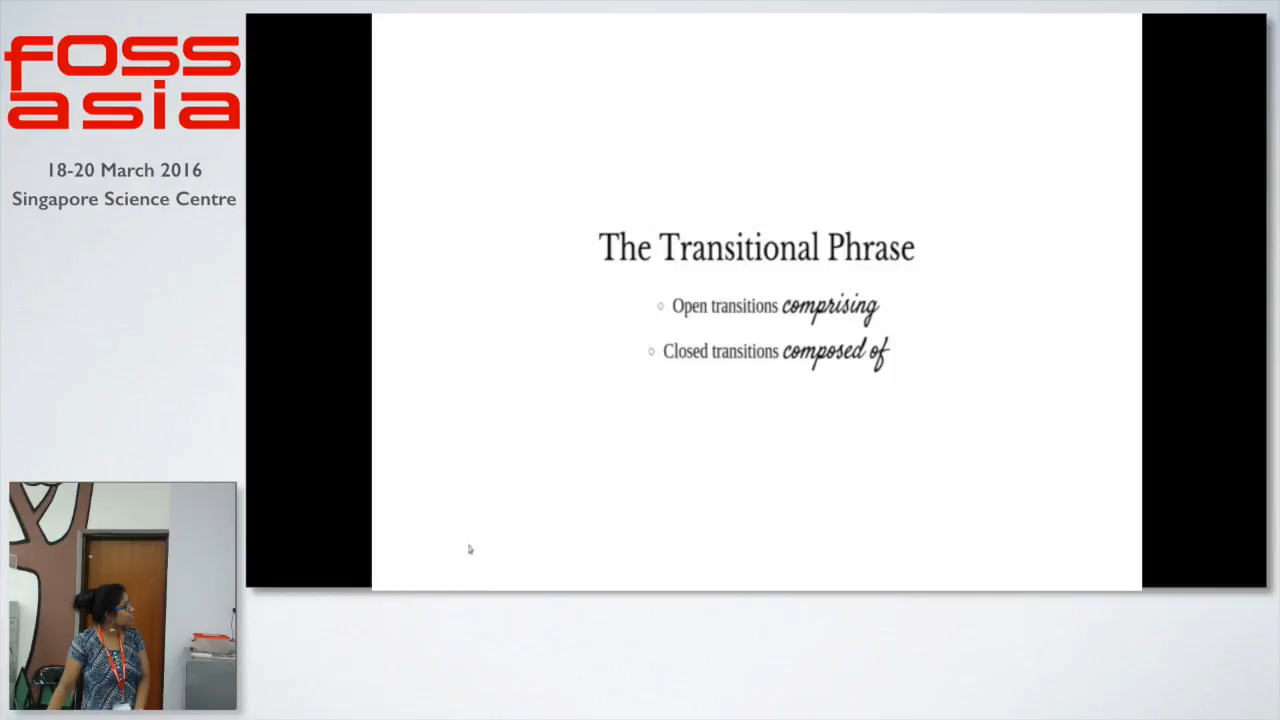 foss
asia
18-20 March 2016
Singapore Science Centre
The Transitional Phrase
Open transitions comprising
Closed transitions composed of